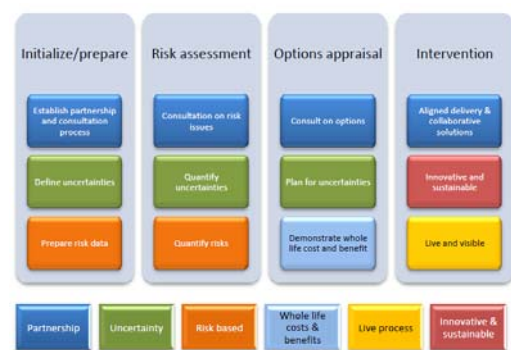 Initialize/prepare
Establish partnership
and consultation
process
Define uncertainties
Prepare risk data
Risk assessment
Consultation on risk
issues
Quantify
uncertainties
Quantify risks
Options appraisal
Consult on options
Plan for uncertainties
Demonstrate whole
life cost and benefit
Intervention
Aligned delivery &
collaborative
solutions
Innovative and
sustainable
Live and visible
Partnership
Uncertainty
Risk based
Whole life
costs &
benefits
Live process
Innovative &
sustainable